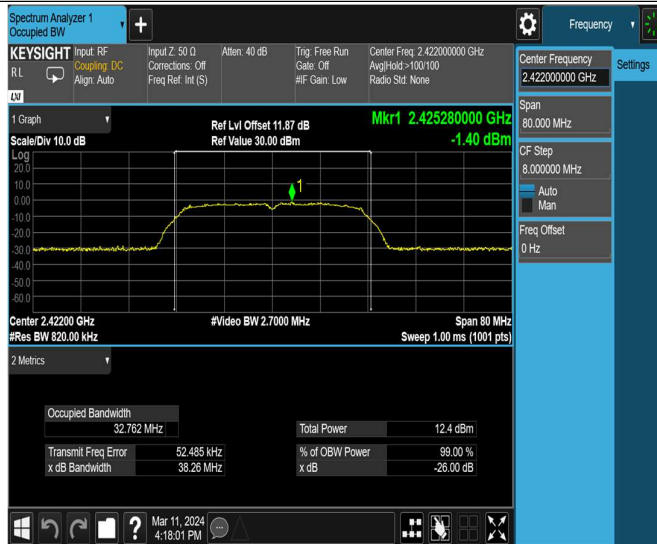 Spectrum Analyzer 1
Occupied BW
Frequency
KEYSIGHT
RL
Input: RF
Coupling: DC
Align: Auto
Input Z: 50 Ω
Corrections: Off
Freq Ref: Int (S)
Atten: 40 dB
Trig: Free Run
Gate: Off
#IF Gain: Low
Center Freq: 2.422000000 GHz
Avg|Hold:>100/100
Radio Std: None
LXI
1 Graph
Scale/Div 10.0 dB
Ref Lvl Offset 11.87 dB
Ref Value 30.00 dBm
Mkr1 2.425280000 GHz
-1.40 dBm
Log
20.0
10.0
0.00
-10.0
-20.0
-30.0
-40.0
-50.0
-60.0
1
Center 2.42200 GHz
#Res BW 820.00 kHz
#Video BW 2.7000 MHz
Span 80 MHz
Sweep 1.00 ms (1001 pts)
2 Metrics
Occupied Bandwidth
32.762 MHz
Total Power 12.4 dBm
Transmit Freq Error 52.485 kHz
% of OBW Power 99.00 %
x dB Bandwidth 38.26 MHz
x dB -26.00 dB
Center Frequency
2.422000000 GHz
Settings
Span
80.000 MHz
CF Step
8.000000 MHz
Auto
Man
Freq Offset
0 Hz
Mar 11, 2024
4:18:01 PM